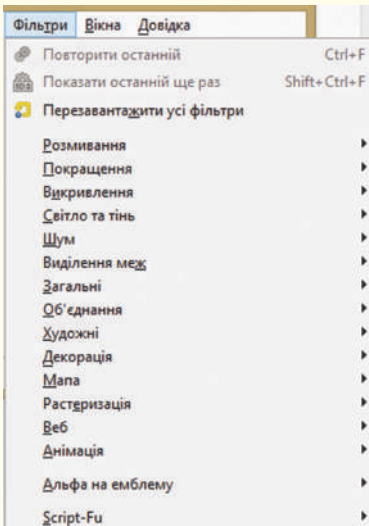 Фільтри Вікна Довідка
Повторити останній Ctrl+F
Показати останній ще раз Shift+Ctrl+F
Перезавантажити усі фільтри
Розмивання
Покращення
Викривлення
Світло та тінь
Шум
Виділення меж
Загальні
Об'єднання
Художні
Декорація
Мапа
Растеризація
Веб
Анімація
Альфа на емблему
Script-Fu